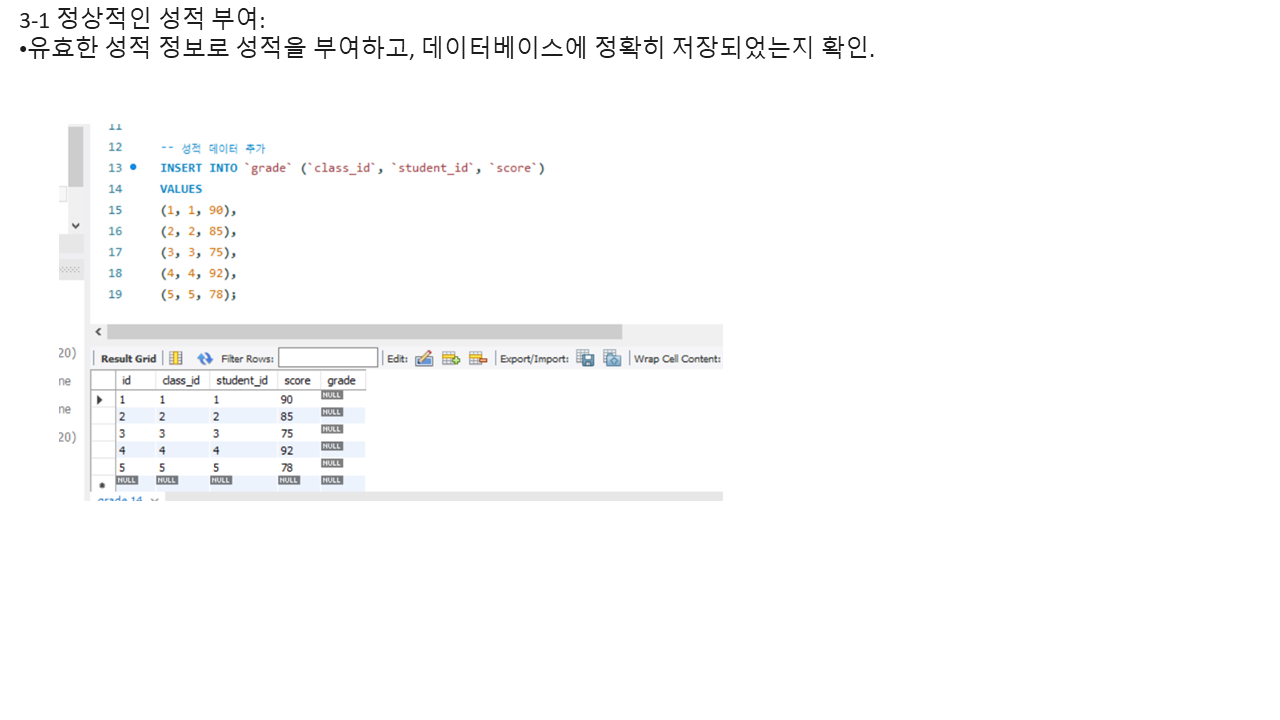 3-1 정상적인 성적 부여:
•유효한 성적 정보로 성적을 부여하고, 데이터베이스에 정확히 저장되었는지 확인.
11
12 -- 성적 데이터 추가
13 INSERT INTO `grade` (`class_id`, `student_id`, `score`)
14 VALUES
15 (1, 1, 90),
16 (2, 2, 85),
17 (3, 3, 75),
18 (4, 4, 92),
19 (5, 5, 78);
20)
ne
ne
20)
Result Grid Filter Rows: Edit: Export/Import: Wrap Cell Content:
id class_id student_id score grade
1 1 1 90 NULL
2 2 2 85 NULL
3 3 3 75 NULL
4 4 4 92 NULL
5 5 5 78 NULL
NULL NULL NULL NULL NULL
grade 14